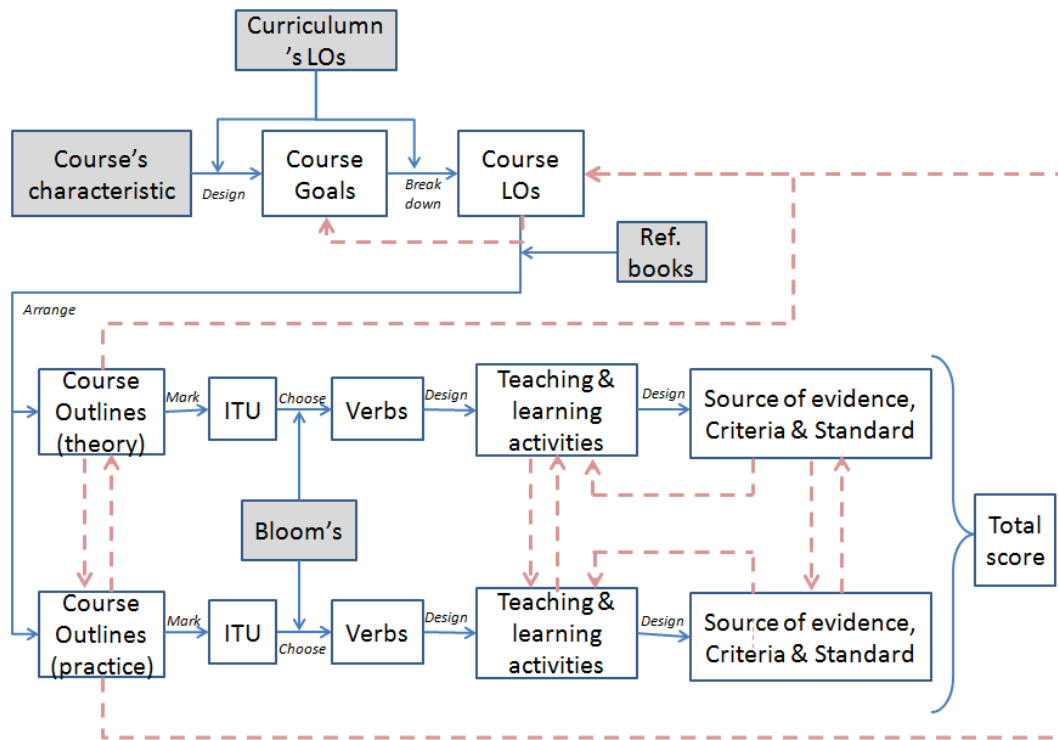 Curriculumn
's LOs
Course's
characteristic
Design
Course
Goals
Break
down
Course
LOs
Ref.
books
Arrange
Course
Outlines
(theory)
Mark
ITU
Choose
Verbs
Design
Teaching &
learning
activities
Design
Source of evidence,
Criteria & Standard
Bloom's
Total
score
Course
Outlines
(practice)
Mark
ITU
Choose
Verbs
Design
Teaching &
learning
activities
Design
Source of evidence,
Criteria & Standard